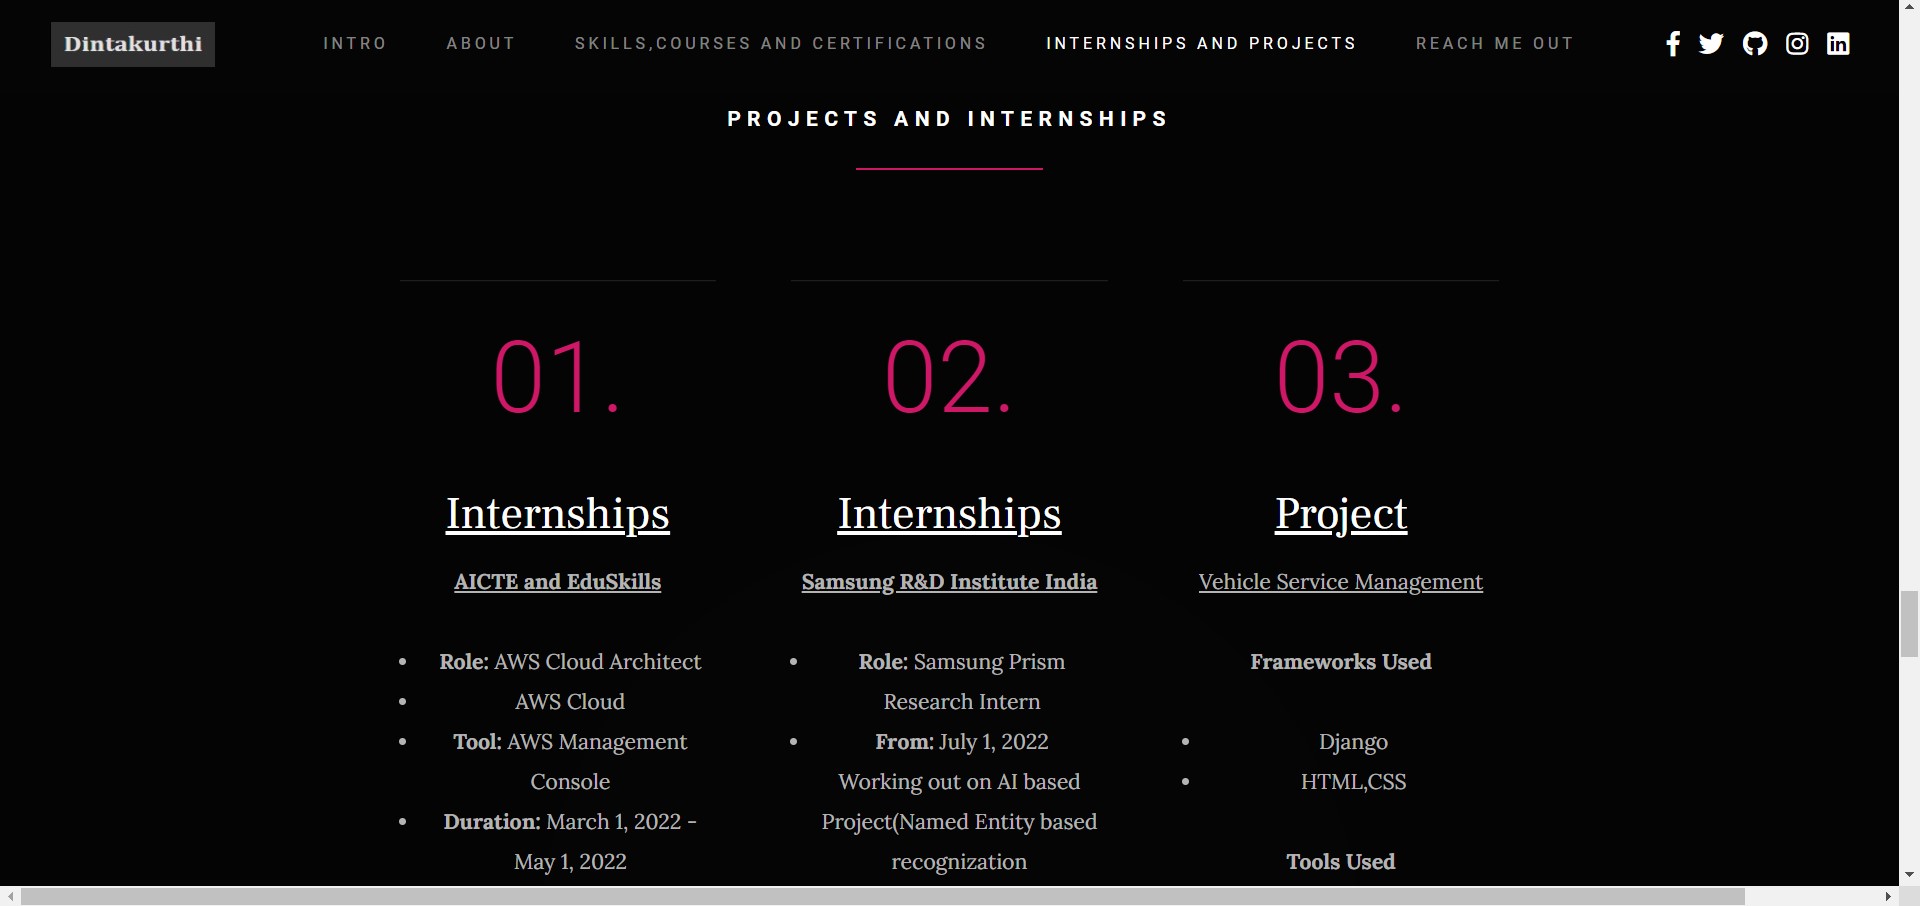 Dintakurthi
INTRO
ABOUT
SKILLS,COURSES AND CERTIFICATIONS
INTERNSHIPS AND PROJECTS
REACH ME OUT
PROJECTS AND INTERNSHIPS
01.
Internships
AICTE and EduSkills
• Role: AWS Cloud Architect
• AWS Cloud
• Tool: AWS Management
Console
• Duration: March 1, 2022 -
May 1, 2022
02.
Internships
Samsung R&D Institute India
• Role: Samsung Prism
Research Intern
• From: July 1, 2022
Working out on AI based
Project(Named Entity based
recognization
03.
Project
Vehicle Service Management
Frameworks Used
• Django
• HTML,CSS
Tools Used